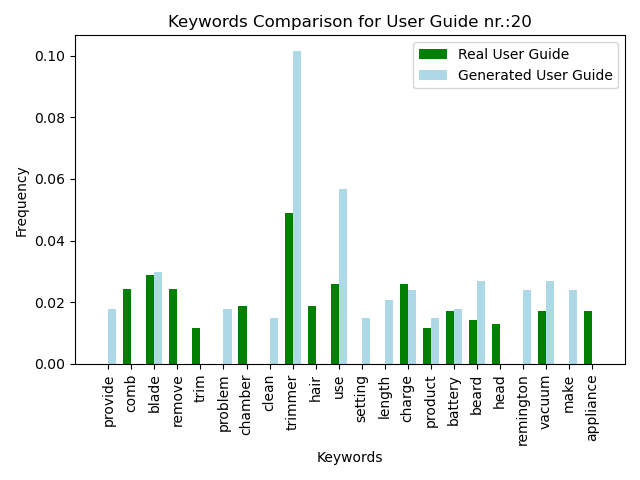 Keywords Comparison for User Guide nr.:20
Real User Guide
Generated User Guide
Frequency
0.10
0.08
0.06
0.04
0.02
0.00
provide
comb
blade
remove
trim
problem
chamber
clean
trimmer
hair
use
setting
length
charge
product
battery
beard
head
remington
vacuum
make
appliance
Keywords